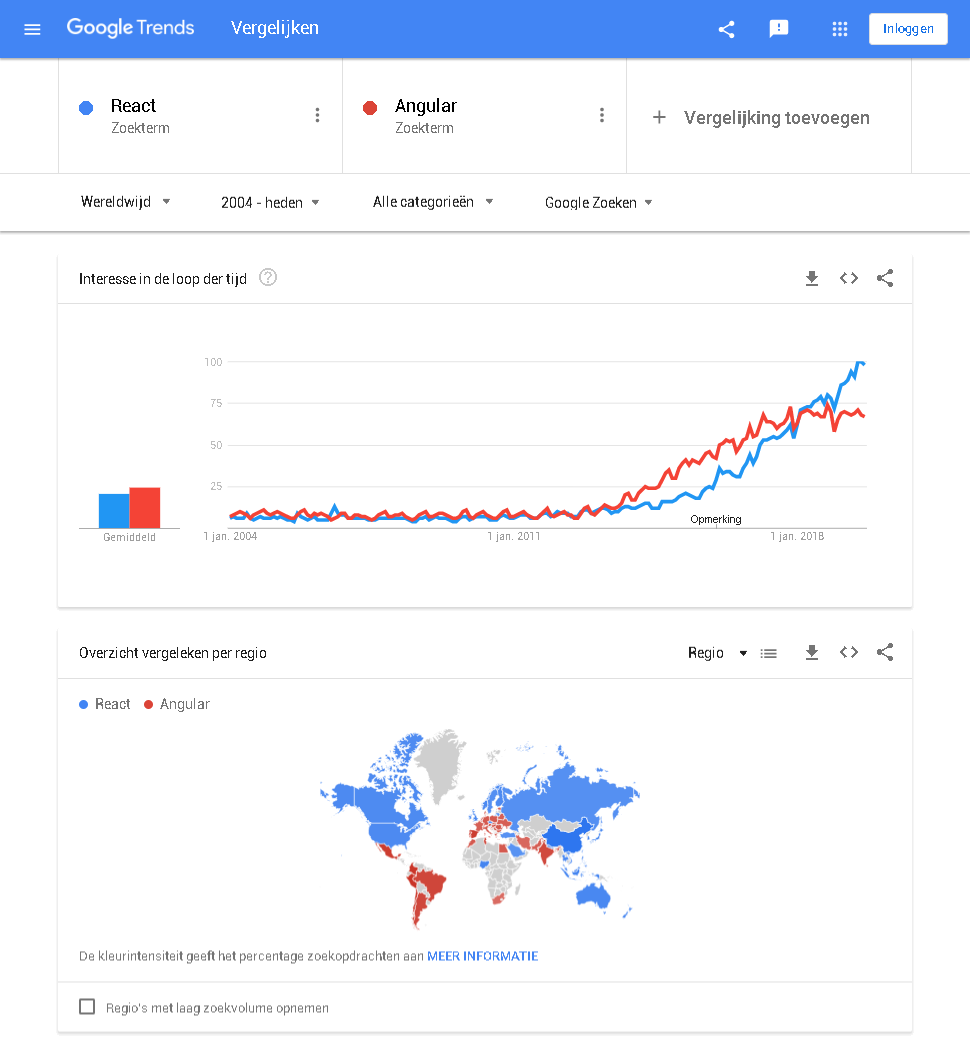 Google Trends Vergelijken Inloggen
React Angular + Vergelijking toevoegen
Zoekterm Zoekterm
Wereldwijd 2004 - heden Alle categorieën Google Zoeken
Interesse in de loop der tijd ?
100
75
50
25
Opmerking
Gemiddeld 1 jan. 2004 1 jan. 2011 1 jan. 2018
Overzicht vergeleken per regio Regio
React Angular
De kleurintensiteit geeft het percentage zoekopdrachten aan MEER INFORMATIE
Regio's met laag zoekvolume opnemen